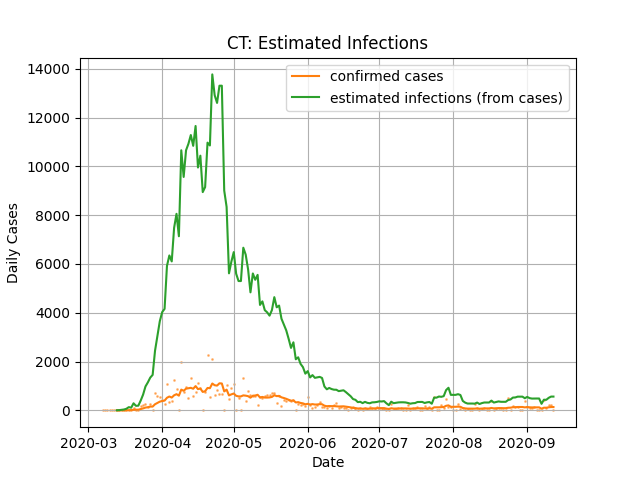 CT: Estimated Infections
confirmed cases
estimated infections (from cases)
Daily Cases
14000
12000
10000
8000
6000
4000
2000
0
2020-03 2020-04 2020-05 2020-06 2020-07 2020-08 2020-09
Date